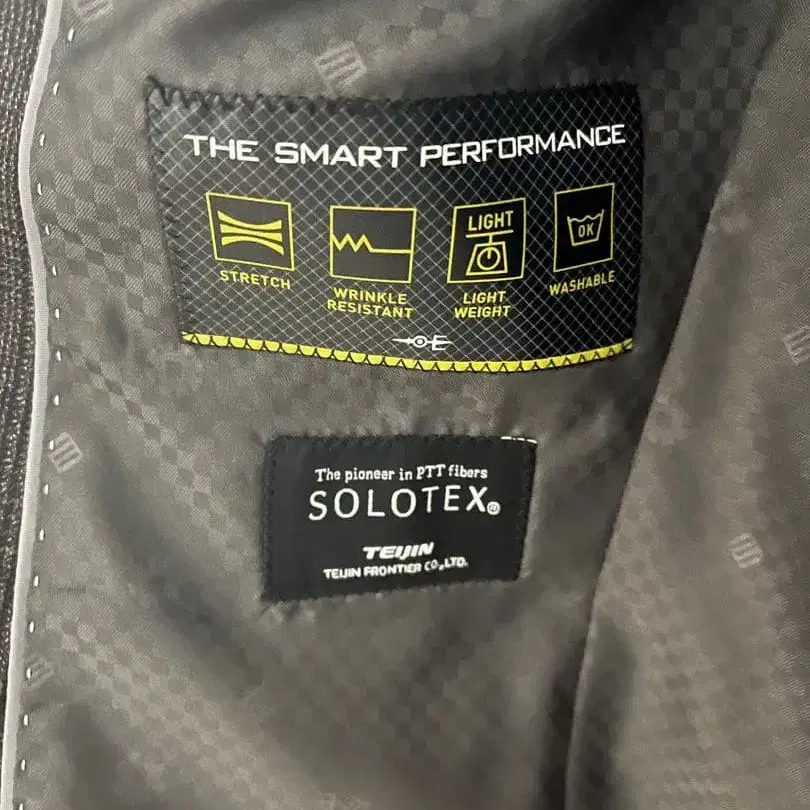 THE SMART PERFORMANCE
STRETCH
WRINKLE
RESISTANT
LIGHT
LIGHT
WEIGHT
OK
WASHABLE
The pioneer in PTT fibers
SOLOTEX®
TEIJIN
TEIJIN FRONTIER CO.,LTD.